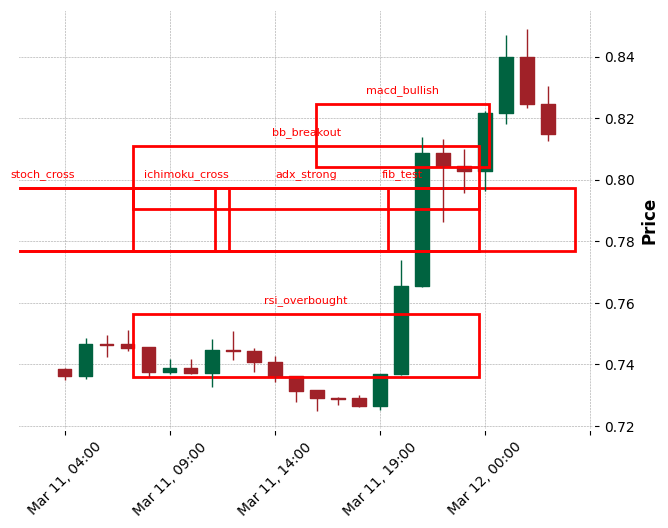 macd_bullish
bb_breakout
stoch_cross
ichimoku_cross
adx_strong
fib_test
rsi_overbought
0.84
0.82
0.80
0.78
0.76
0.74
0.72
Price
Mar 11, 04:00
Mar 11, 09:00
Mar 11, 14:00
Mar 11, 19:00
Mar 12, 00:00